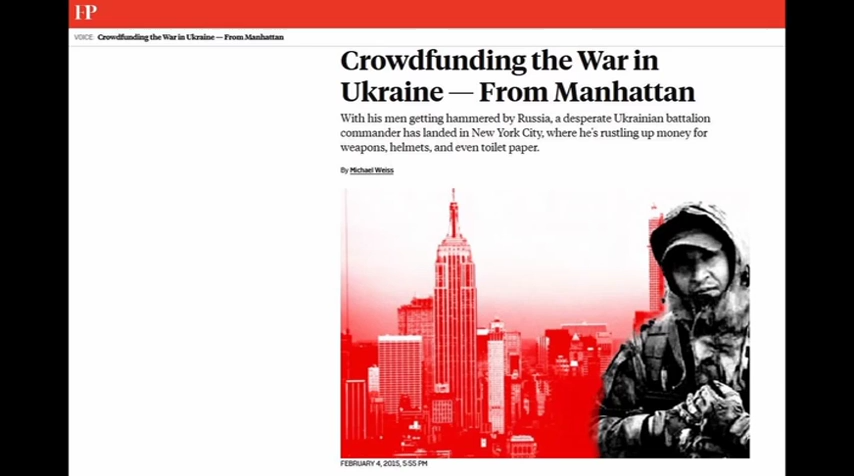 FP
VOICE Crowdfunding the War in Ukraine — From Manhattan
Crowdfunding the War in
Ukraine — From Manhattan
With his men getting hammered by Russia, a desperate Ukrainian battalion
commander has landed in New York City, where he's rustling up money for
weapons, helmets, and even toilet paper.
By Michael Weiss
FEBRUARY 4, 2015, 5:55 PM